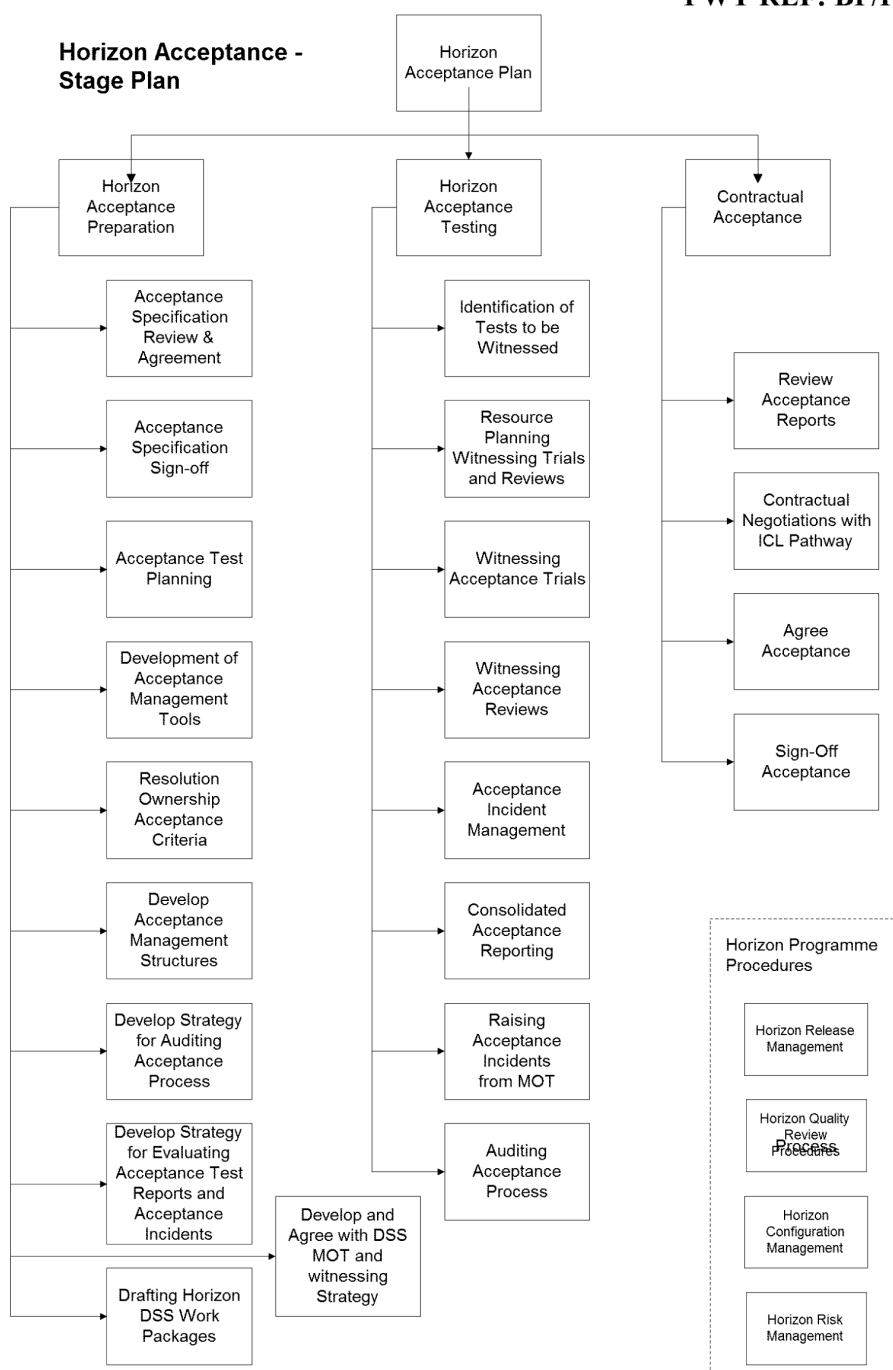 Horizon Acceptance -
Stage Plan
Horizon
Acceptance Plan
Horizon
Acceptance
Preparation
Acceptance
Specification
Review &
Agreement
Acceptance
Specification
Sign-off
Acceptance Test
Planning
Development of
Acceptance
Management
Tools
Resolution
Ownership
Acceptance
Criteria
Develop
Acceptance
Management
Structures
Develop Strategy
for Auditing
Acceptance
Process
Develop Strategy
for Evaluating
Acceptance Test
Reports and
Acceptance
Incidents
Develop and
Agree with DSS
MOT and
witnessing
Strategy
Drafting Horizon
DSS Work
Packages
Horizon
Acceptance
Testing
Identification of
Tests to be
Witnessed
Resource
Planning
Witnessing Trials
and Reviews
Witnessing
Acceptance Trials
Witnessing
Acceptance
Reviews
Acceptance
Incident
Management
Consolidated
Acceptance
Reporting
Raising
Acceptance
Incidents
from MOT
Auditing
Acceptance
Process
Contractual
Acceptance
Review
Acceptance
Reports
Contractual
Negotiations with
ICL Pathway
Agree
Acceptance
Sign-Off
Acceptance
Horizon Programme
Procedures
Horizon Release
Management
Horizon Quality
Review
Procedures
Process
Horizon
Configuration
Management
Horizon Risk
Management